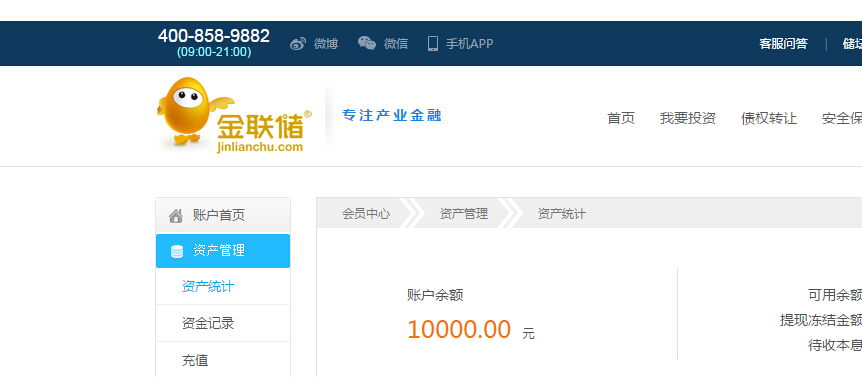 400-858-9882
(09:00-21:00)
微博 微信 手机APP
客服问答 | 储坛
金联储®
jinlianchu.com
专注产业金融
首页 我要投资 债权转让 安全保
账户首页
会员中心 资产管理 资产统计
资产管理
资产统计
资金记录
充值
账户余额
10000.00 元
可用余额
提现冻结金额
待收本息